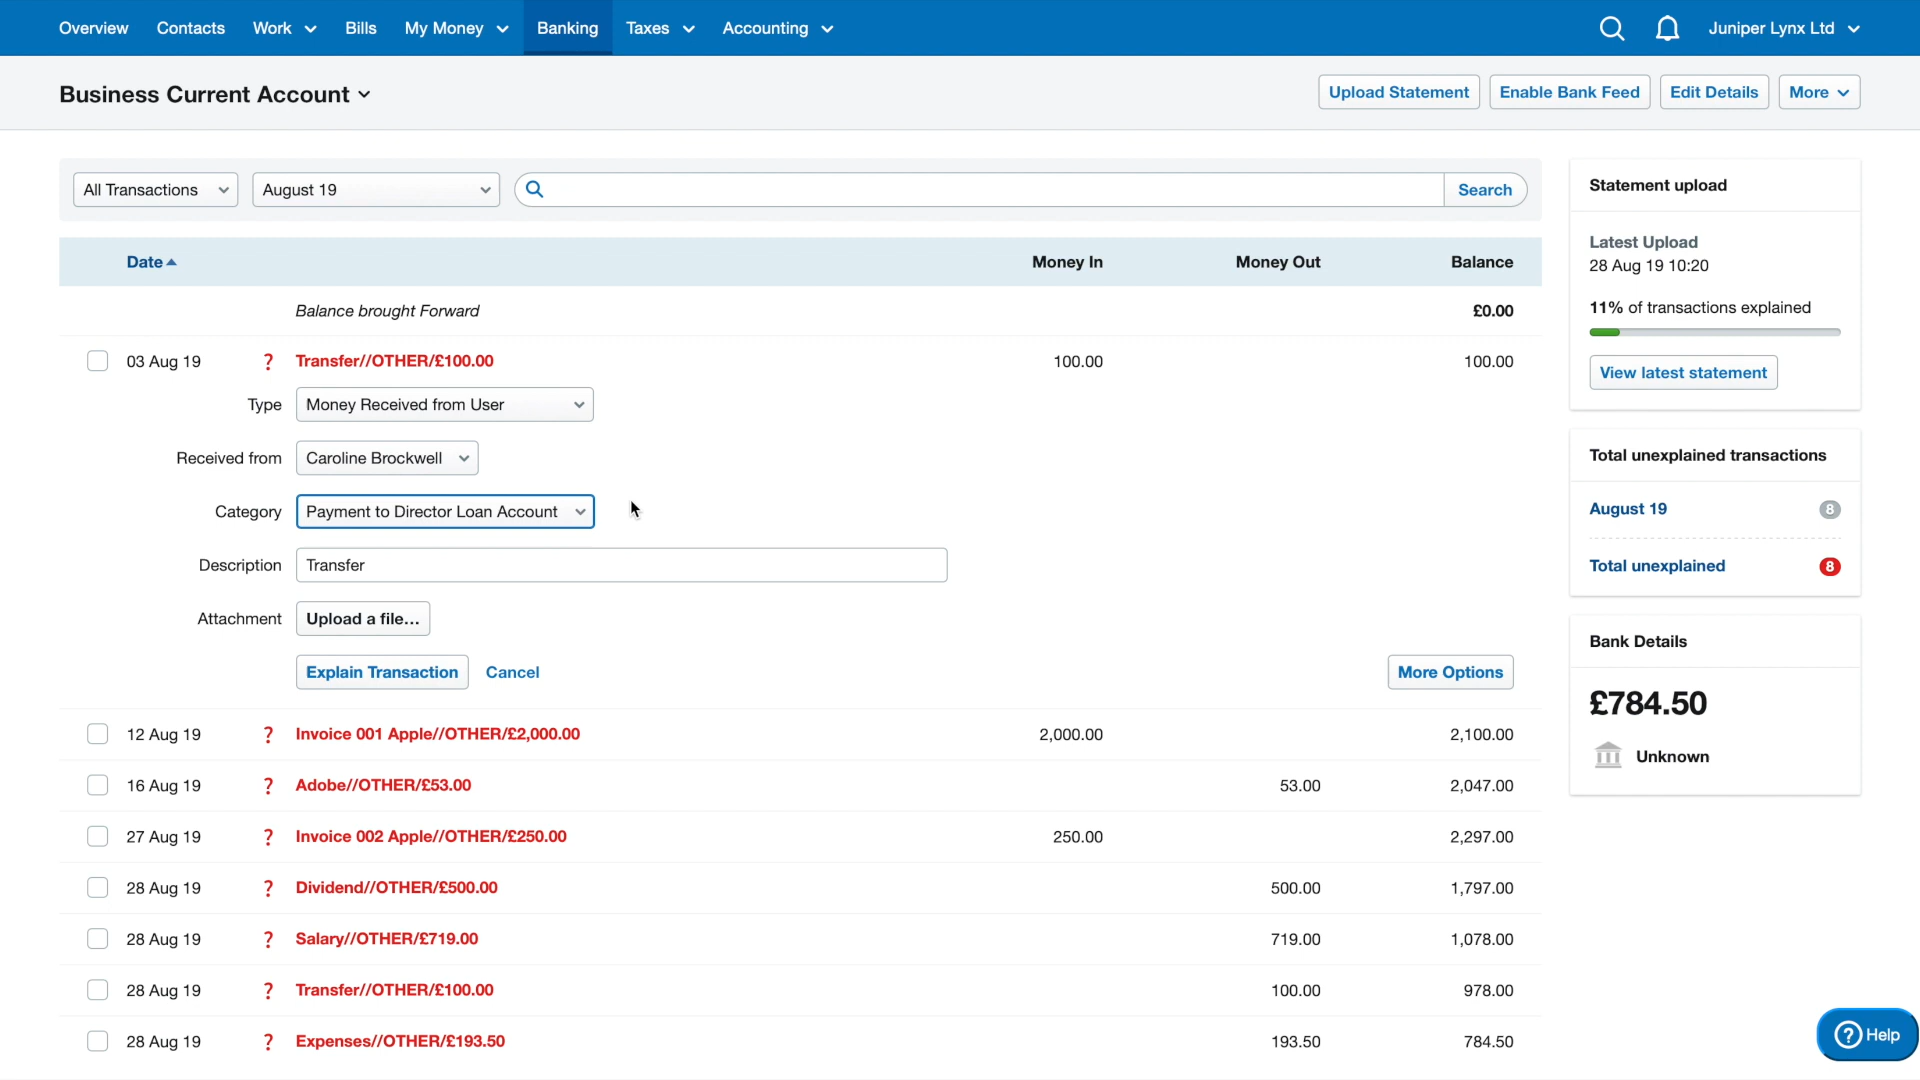 Overview Contacts Work Bills My Money Banking Taxes Accounting Juniper Lynx Ltd
Business Current Account Upload Statement Enable Bank Feed Edit Details More
All Transactions August 19 Search
Date Money In Money Out Balance
Balance brought Forward £0.00
03 Aug 19 ? Transfer//OTHER/£100.00 100.00 100.00
Type Money Received from User
Received from Caroline Brockwell
Category Payment to Director Loan Account
Description Transfer
Attachment Upload a file...
Explain Transaction Cancel More Options
12 Aug 19 ? Invoice 001 Apple//OTHER/£2,000.00 2,000.00 2,100.00
16 Aug 19 ? Adobe//OTHER/£53.00 53.00 2,047.00
27 Aug 19 ? Invoice 002 Apple//OTHER/£250.00 250.00 2,297.00
28 Aug 19 ? Dividend//OTHER/£500.00 500.00 1,797.00
28 Aug 19 ? Salary//OTHER/£719.00 719.00 1,078.00
28 Aug 19 ? Transfer//OTHER/£100.00 100.00 978.00
28 Aug 19 ? Expenses//OTHER/£193.50 193.50 784.50
Statement upload
Latest Upload
28 Aug 19 10:20
11% of transactions explained
View latest statement
Total unexplained transactions
August 19 8
Total unexplained 8
Bank Details
£784.50
Unknown
? Help